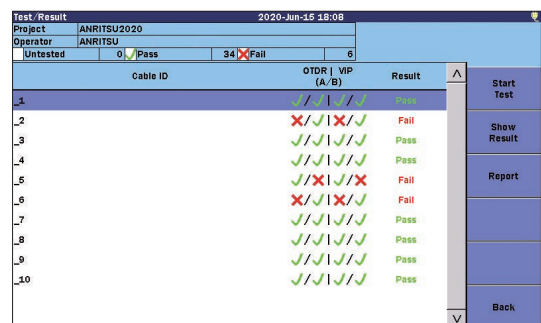 Test/Result 2020-Jun-15 18:08
Project ANRITSU2020
Operator ANRITSU
Untested 0 Pass 34 Fail 6
Cable ID OTDR | VIP (A/B) Result
_1 / | / Pass
_2 / | / Fail
_3 / | / Pass
_4 / | / Pass
_5 / | / Fail
_6 / | / Fail
_7 / | / Pass
_8 / | / Pass
_9 / | / Pass
_10 / | / Pass
Start Test
Show Result
Report
Back